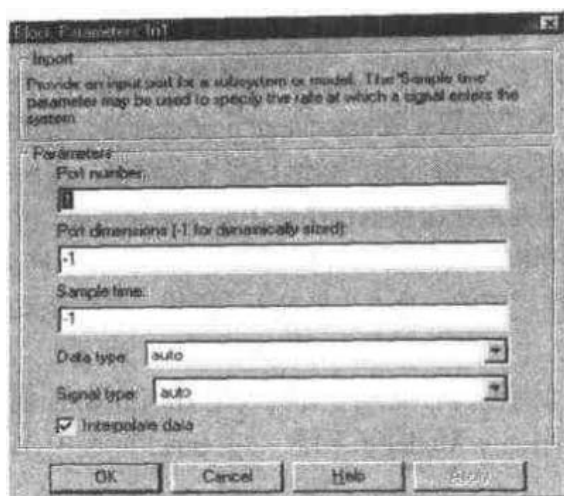 Block Parameters: In1
Inport
Provide an input port for a subsystem or model. The 'Sample time'
parameter may be used to specify the rate at which a signal enters the
system.
Parameters
Port number:
1
Port dimensions (-1 for dynamically sized):
-1
Sample time:
-1
Data type: auto
Signal type: auto
Interpolate data
OK Cancel Help Apply